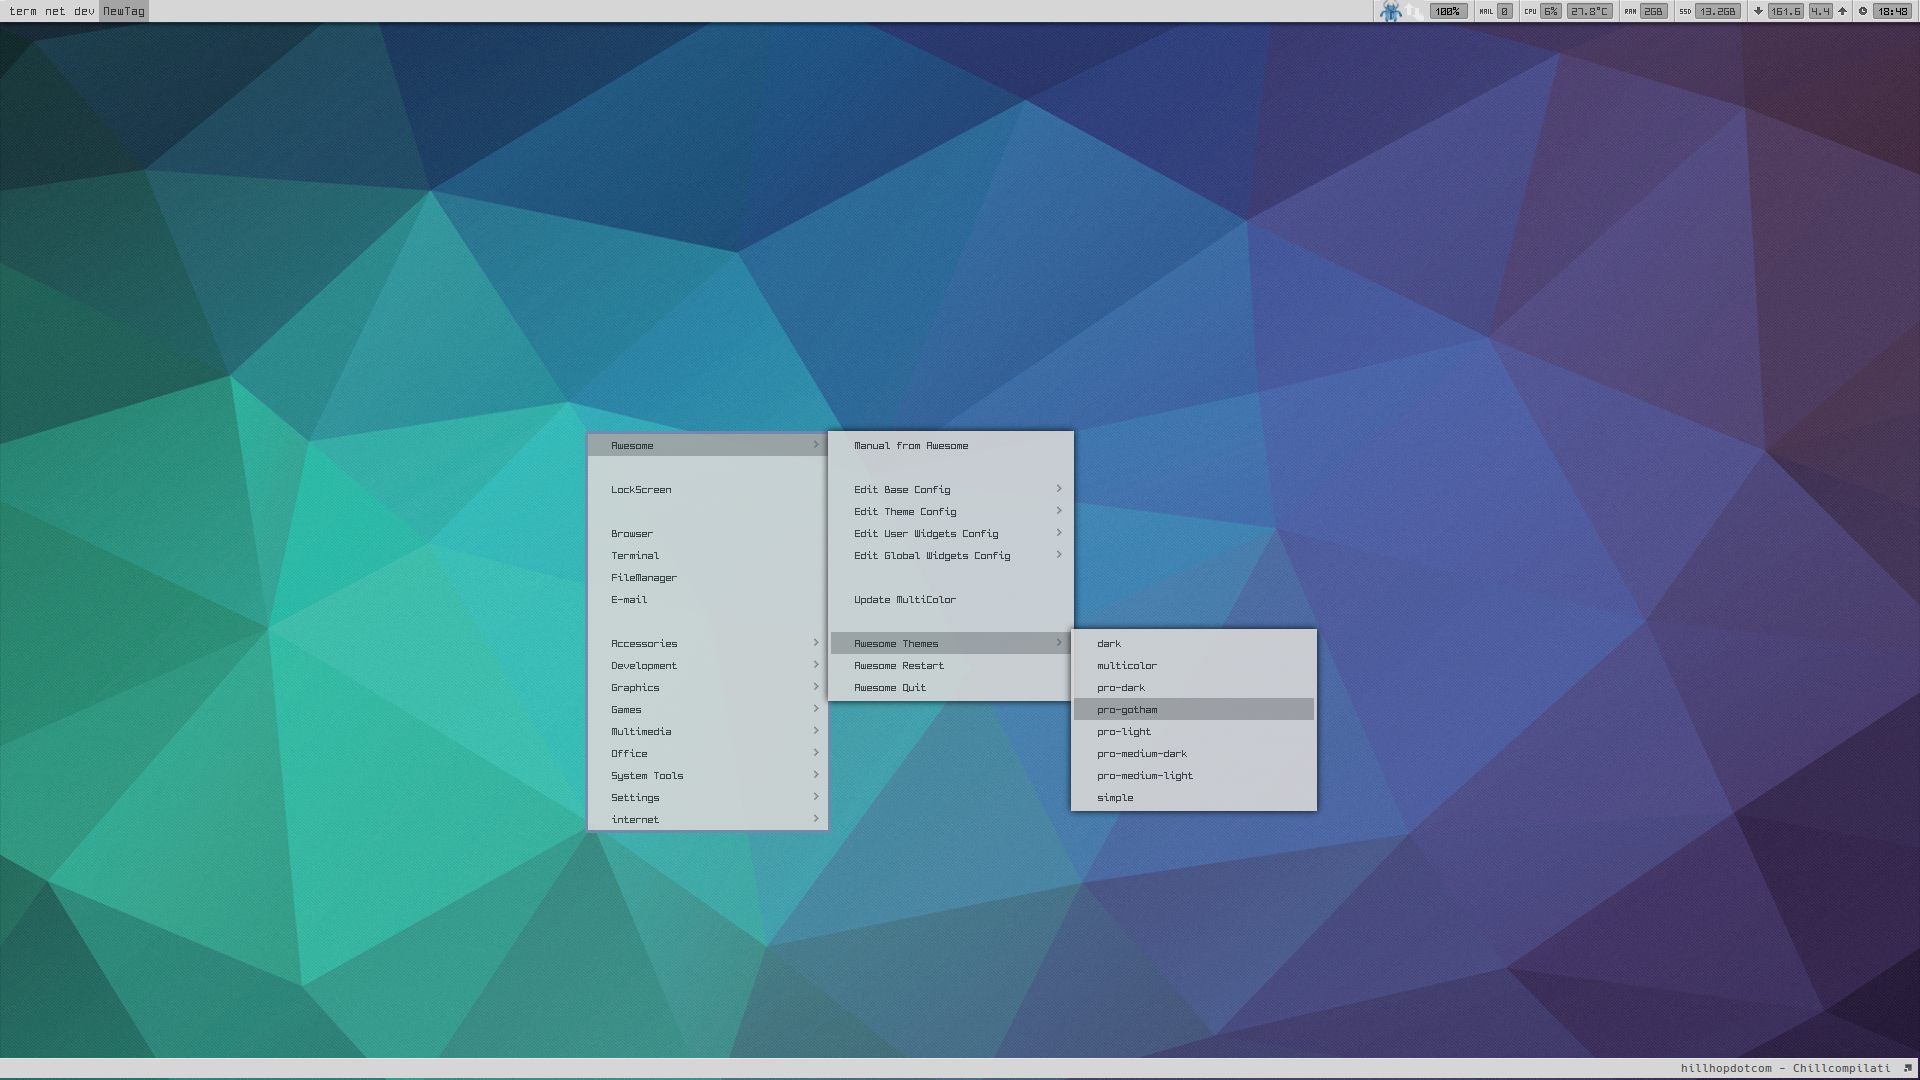 term net dev NewTag 100% MAIL 0 CPU 6% 27.8°C RAM 2GB SSD 13.2GB 161.6 4.4 18:48
Awesome
LockScreen
Browser
Terminal
FileManager
E-mail
Accessories
Development
Graphics
Games
Multimedia
Office
System Tools
Settings
internet
Manual from Awesome
Edit Base Config
Edit Theme Config
Edit User Widgets Config
Edit Global Widgets Config
Update MultiColor
Awesome Themes
Awesome Restart
Awesome Quit
dark
multicolor
pro-dark
pro-gotham
pro-light
pro-medium-dark
pro-medium-light
simple
hillhopdotcom - Chillcompilati